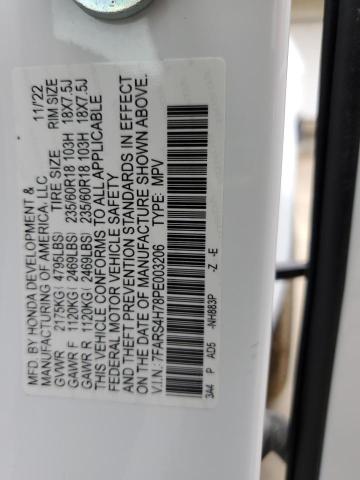 MFD. BY HONDA DEVELOPMENT &
MANUFACTURING OF AMERICA, LLC. 11/'22
GVWR 2175KG( 4795LBS) TIRE SIZE RIM SIZE
GAWR F 1120KG( 2469LBS) 235/60R18 103H 18X7.5J
GAWR R 1120KG( 2469LBS) 235/60R18 103H 18X7.5J
THIS VEHICLE CONFORMS TO ALL APPLICABLE
FEDERAL MOTOR VEHICLE SAFETY
AND THEFT PREVENTION STANDARDS IN EFFECT
ON THE DATE OF MANUFACTURE SHOWN ABOVE.
V.I.N.: 7FARS4H78PE003206 TYPE: MPV
3A4 P AD5 -NH883P -Z -E